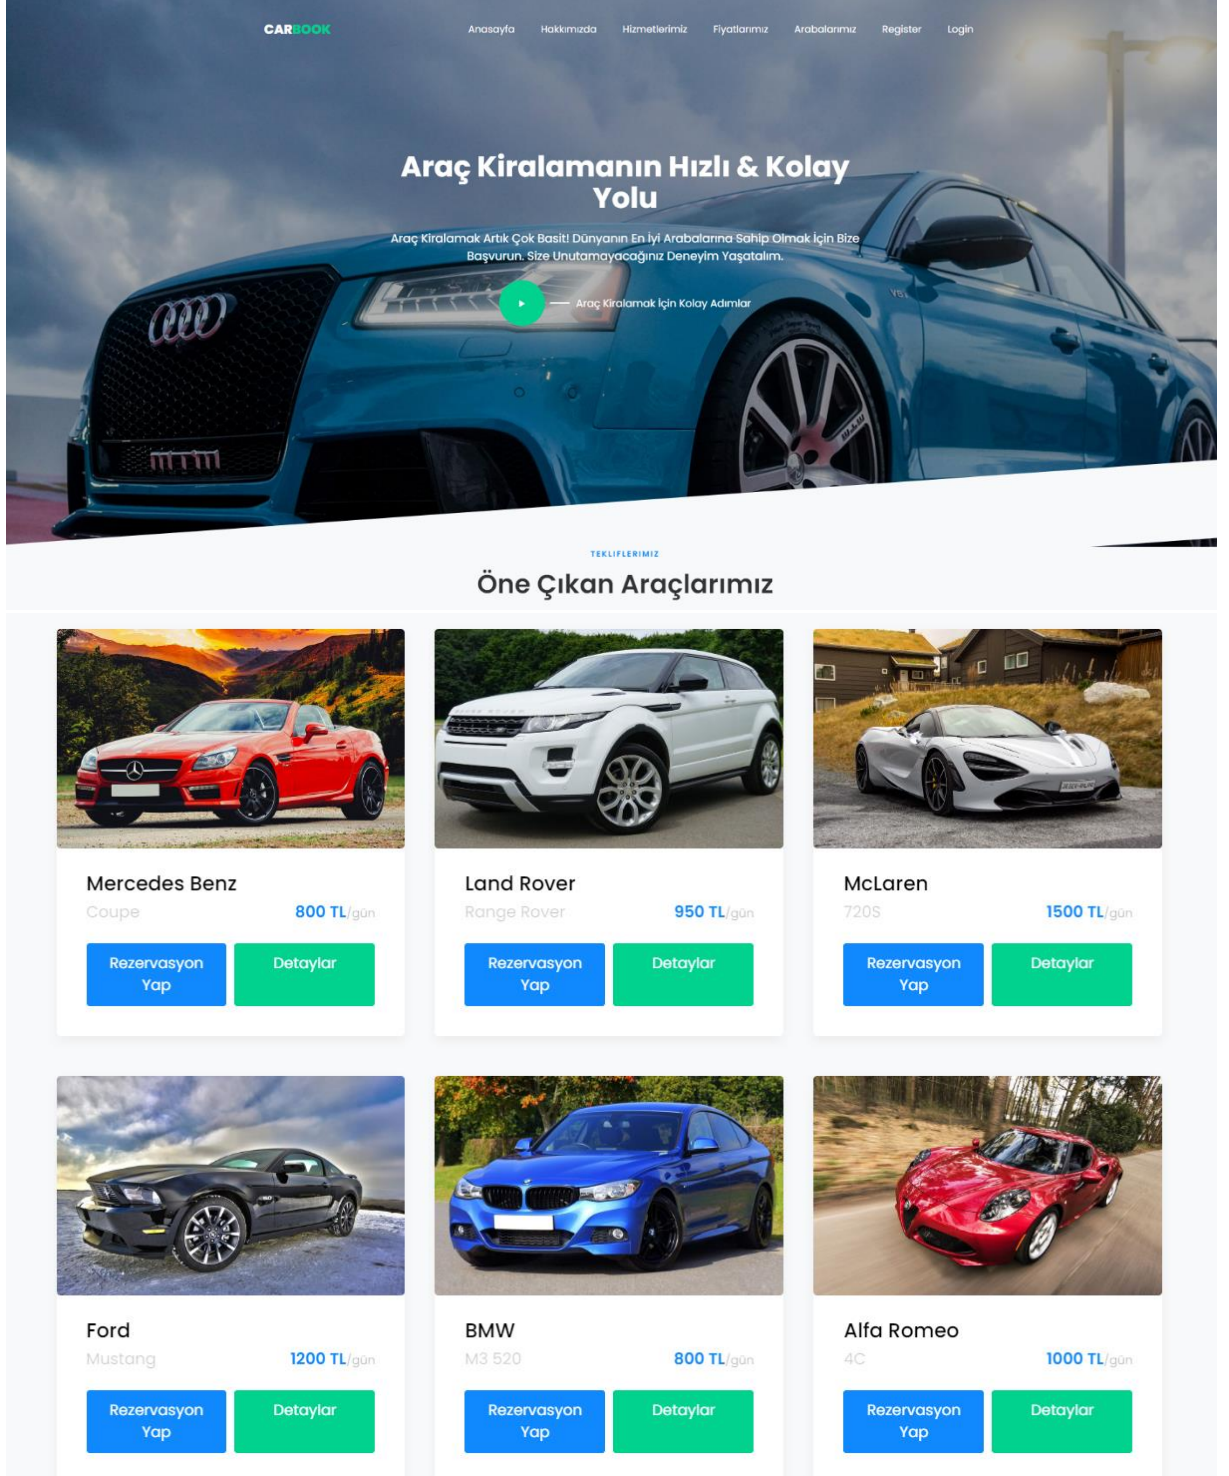 CARBOOK
Anasayfa Hakkımızda Hizmetlerimiz Fiyatlarımız Arabalarımız Register Login
Araç Kiralamanın Hızlı & Kolay
Yolu
Araç Kiralamak Artık Çok Basit! Dünyanın En İyi Arabalarına Sahip Olmak İçin Bize
Başvurun. Size Unutamayacağınız Deneyim Yaşatalım.
Araç Kiralamak İçin Kolay Adımlar
mtm
TEKLIFLERIMIZ
Öne Çıkan Araçlarımız
Mercedes Benz
Coupe 800 TL/gün
Rezervasyon
Yap
Detaylar
Land Rover
Range Rover 950 TL/gün
Rezervasyon
Yap
Detaylar
McLaren
720S 1500 TL/gün
Rezervasyon
Yap
Detaylar
Ford
Mustang 1200 TL/gün
Rezervasyon
Yap
Detaylar
BMW
M3 520 800 TL/gün
Rezervasyon
Yap
Detaylar
Alfa Romeo
4C 1000 TL/gün
Rezervasyon
Yap
Detaylar